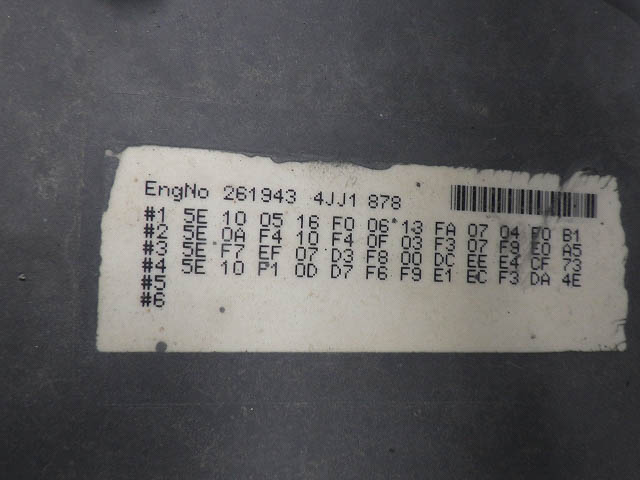 EngNo 261943 4JJ1 878
#1 5E 10 05 16 F0 06 13 FA 07 04 F0 B1
#2 5E 0A F4 10 F4 0F 03 F3 07 F9 E0 A5
#3 5E F7 EF 07 D3 F8 00 DC EE E4 CF 73
#4 5E 10 P1 0D D7 F6 F9 E1 EC F3 DA 4E
#5
#6